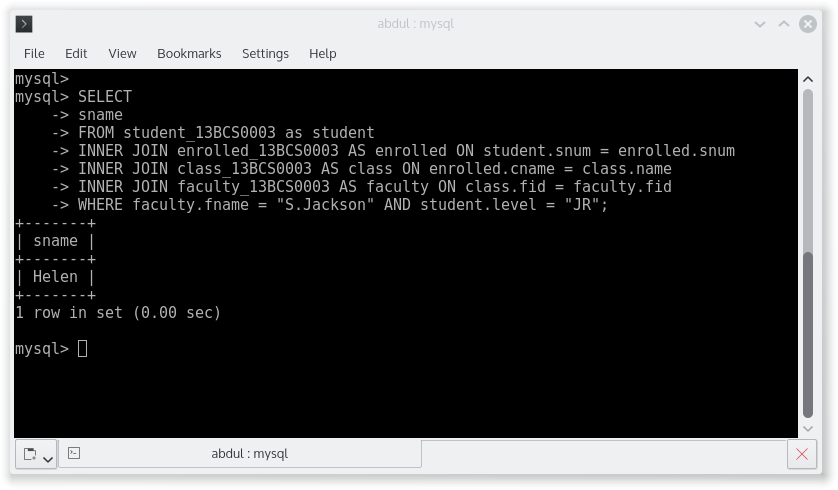 abdul : mysql
File Edit View Bookmarks Settings Help
mysql>
mysql> SELECT
    -> sname
    -> FROM student_13BCS0003 as student
    -> INNER JOIN enrolled_13BCS0003 AS enrolled ON student.snum = enrolled.snum
    -> INNER JOIN class_13BCS0003 AS class ON enrolled.cname = class.name
    -> INNER JOIN faculty_13BCS0003 AS faculty ON class.fid = faculty.fid
    -> WHERE faculty.fname = "S.Jackson" AND student.level = "JR";
+-------+
| sname |
+-------+
| Helen |
+-------+
1 row in set (0.00 sec)
mysql>
abdul : mysql